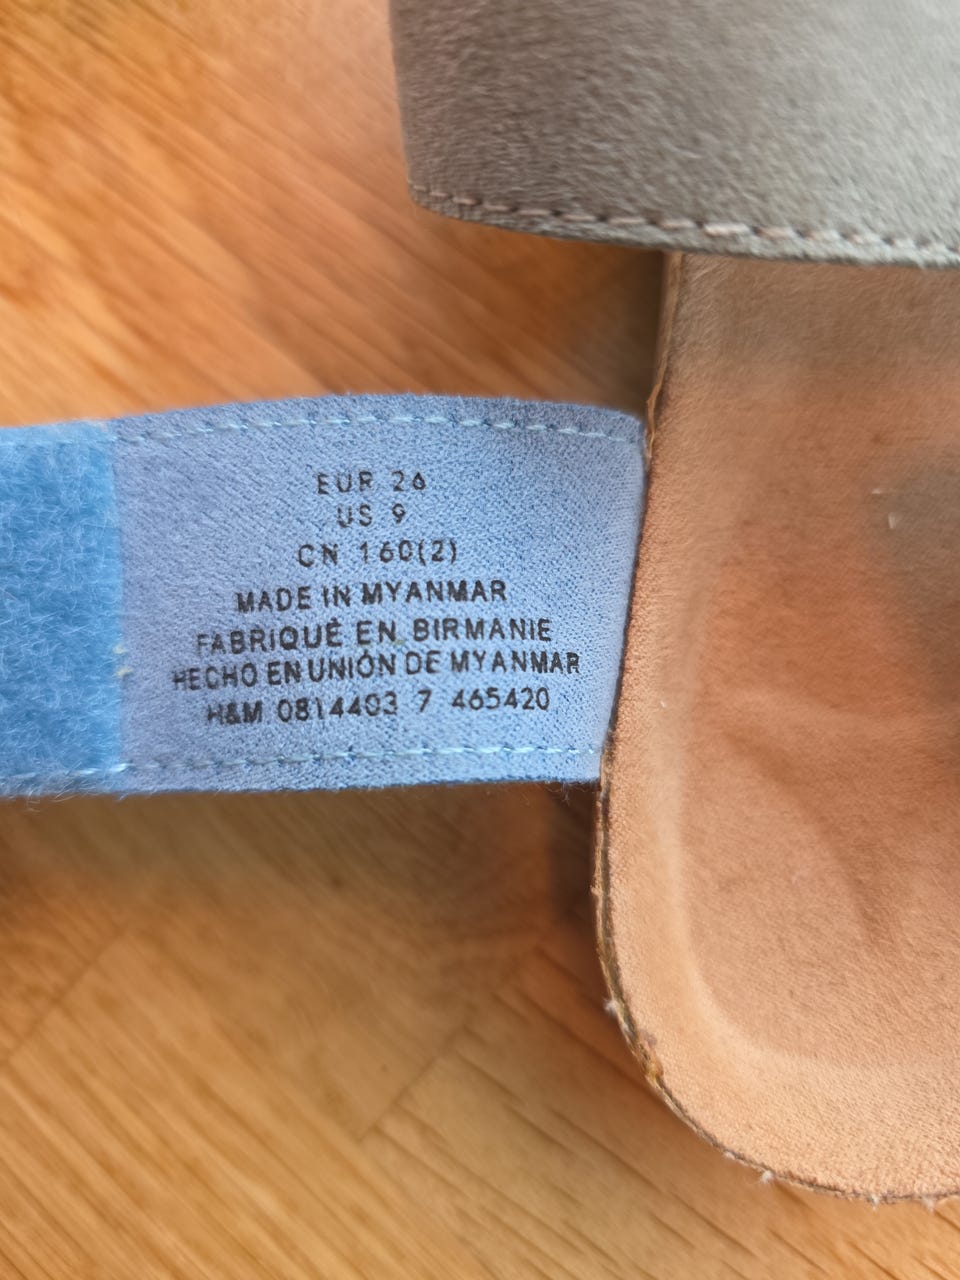 EUR 26
US 9
CN 160(2)
MADE IN MYANMAR
FABRIQUÉ EN BIRMANIE
HECHO EN UNIÓN DE MYANMAR
H&M 0814403 7 465420